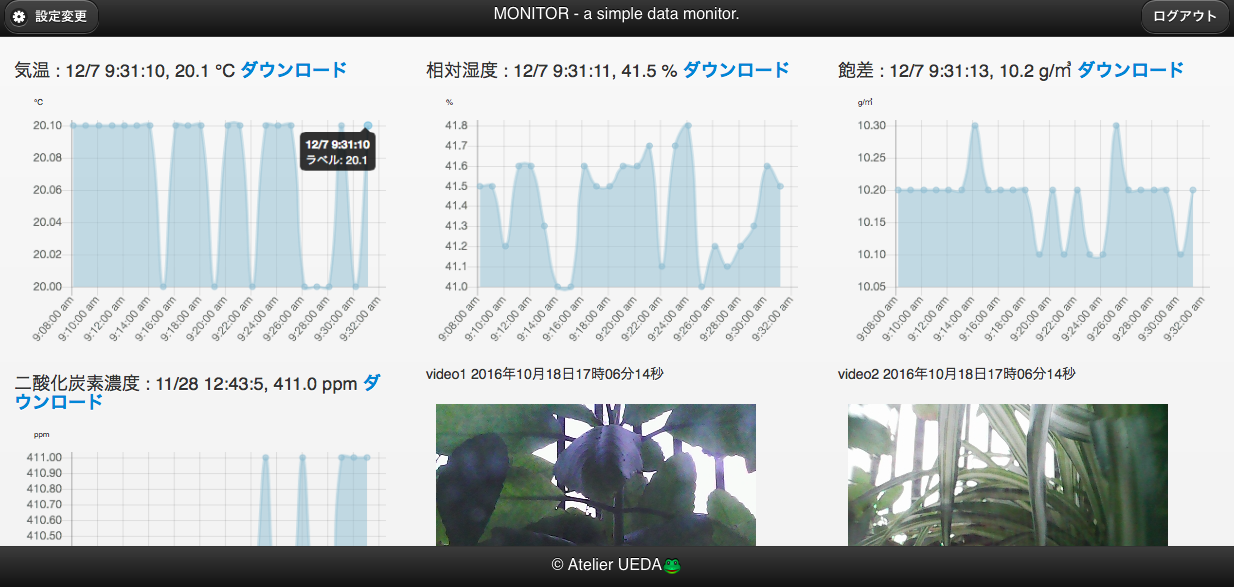 設定変更
MONITOR - a simple data monitor.
ログアウト
気温 : 12/7 9:31:10, 20.1 °C ダウンロード
°C
20.10
20.08
20.06
20.04
20.02
20.00
12/7 9:31:10
ラベル: 20.1
9:08:00 am
9:10:00 am
9:12:00 am
9:14:00 am
9:16:00 am
9:18:00 am
9:20:00 am
9:22:00 am
9:24:00 am
9:26:00 am
9:28:00 am
9:30:00 am
9:32:00 am
相対湿度 : 12/7 9:31:11, 41.5 % ダウンロード
%
41.8
41.7
41.6
41.5
41.4
41.3
41.2
41.1
41.0
9:08:00 am
9:10:00 am
9:12:00 am
9:14:00 am
9:16:00 am
9:18:00 am
9:20:00 am
9:22:00 am
9:24:00 am
9:26:00 am
9:28:00 am
9:30:00 am
9:32:00 am
飽差 : 12/7 9:31:13, 10.2 g/㎥ ダウンロード
g/㎥
10.30
10.25
10.20
10.15
10.10
10.05
9:08:00 am
9:10:00 am
9:12:00 am
9:14:00 am
9:16:00 am
9:18:00 am
9:20:00 am
9:22:00 am
9:24:00 am
9:26:00 am
9:28:00 am
9:30:00 am
9:32:00 am
二酸化炭素濃度 : 11/28 12:43:5, 411.0 ppm ダ
ウンロード
ppm
411.00
410.90
410.80
410.70
410.60
410.50
video1 2016年10月18日17時06分14秒
video2 2016年10月18日17時06分14秒
© Atelier UEDA🐸